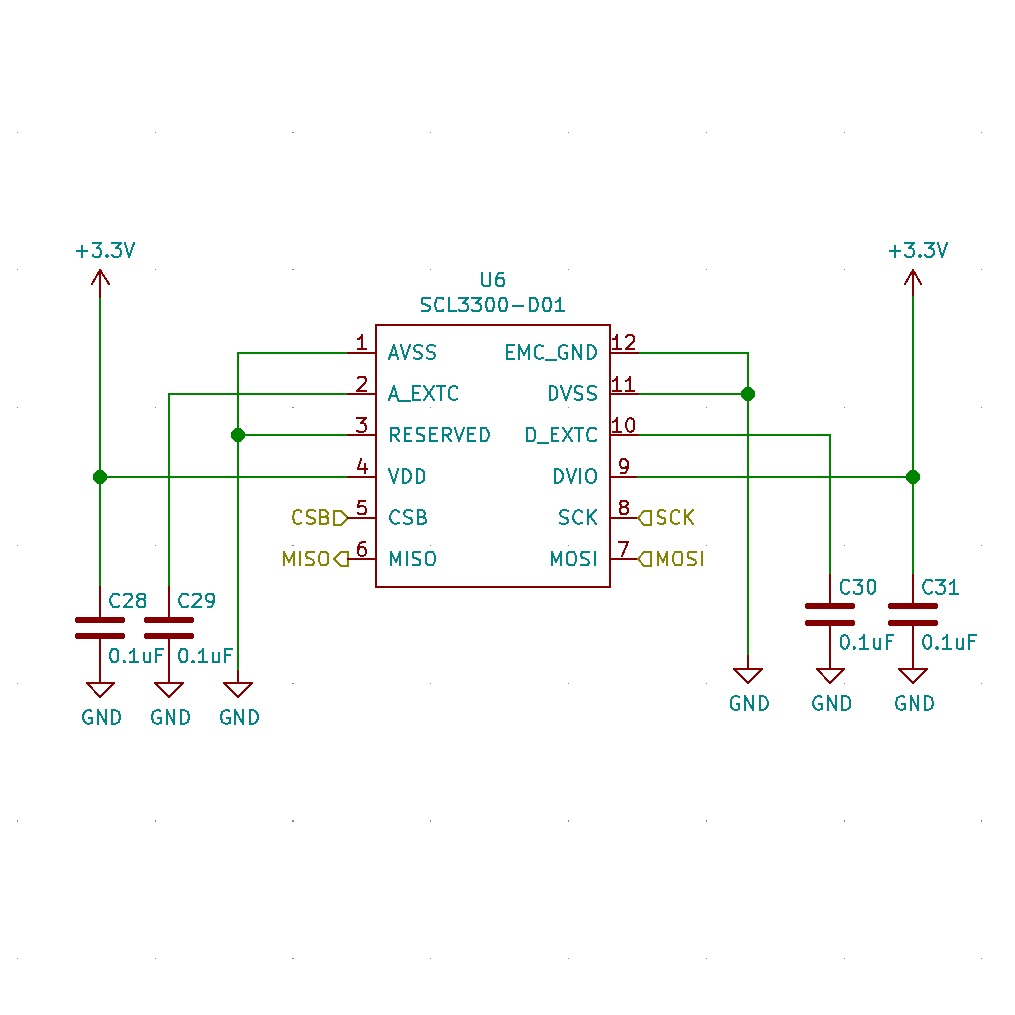 +3.3V
+3.3V
U6
SCL3300-D01
1 AVSS EMC_GND 12
2 A_EXTC DVSS 11
3 RESERVED D_EXTC 10
4 VDD DVIO 9
CSB 5 CSB SCK 8 SCK
MISO 6 MISO MOSI 7 MOSI
C28 C29 C30 C31
0.1uF 0.1uF 0.1uF 0.1uF
GND GND GND GND GND GND